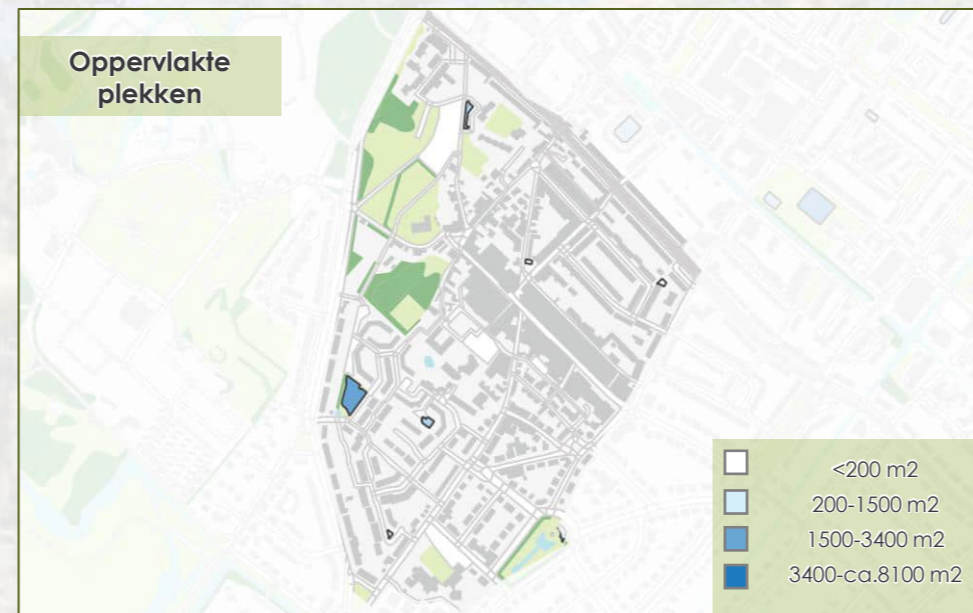 Oppervlakte
plekken
<200 m2
200-1500 m2
1500-3400 m2
3400-ca.8100 m2